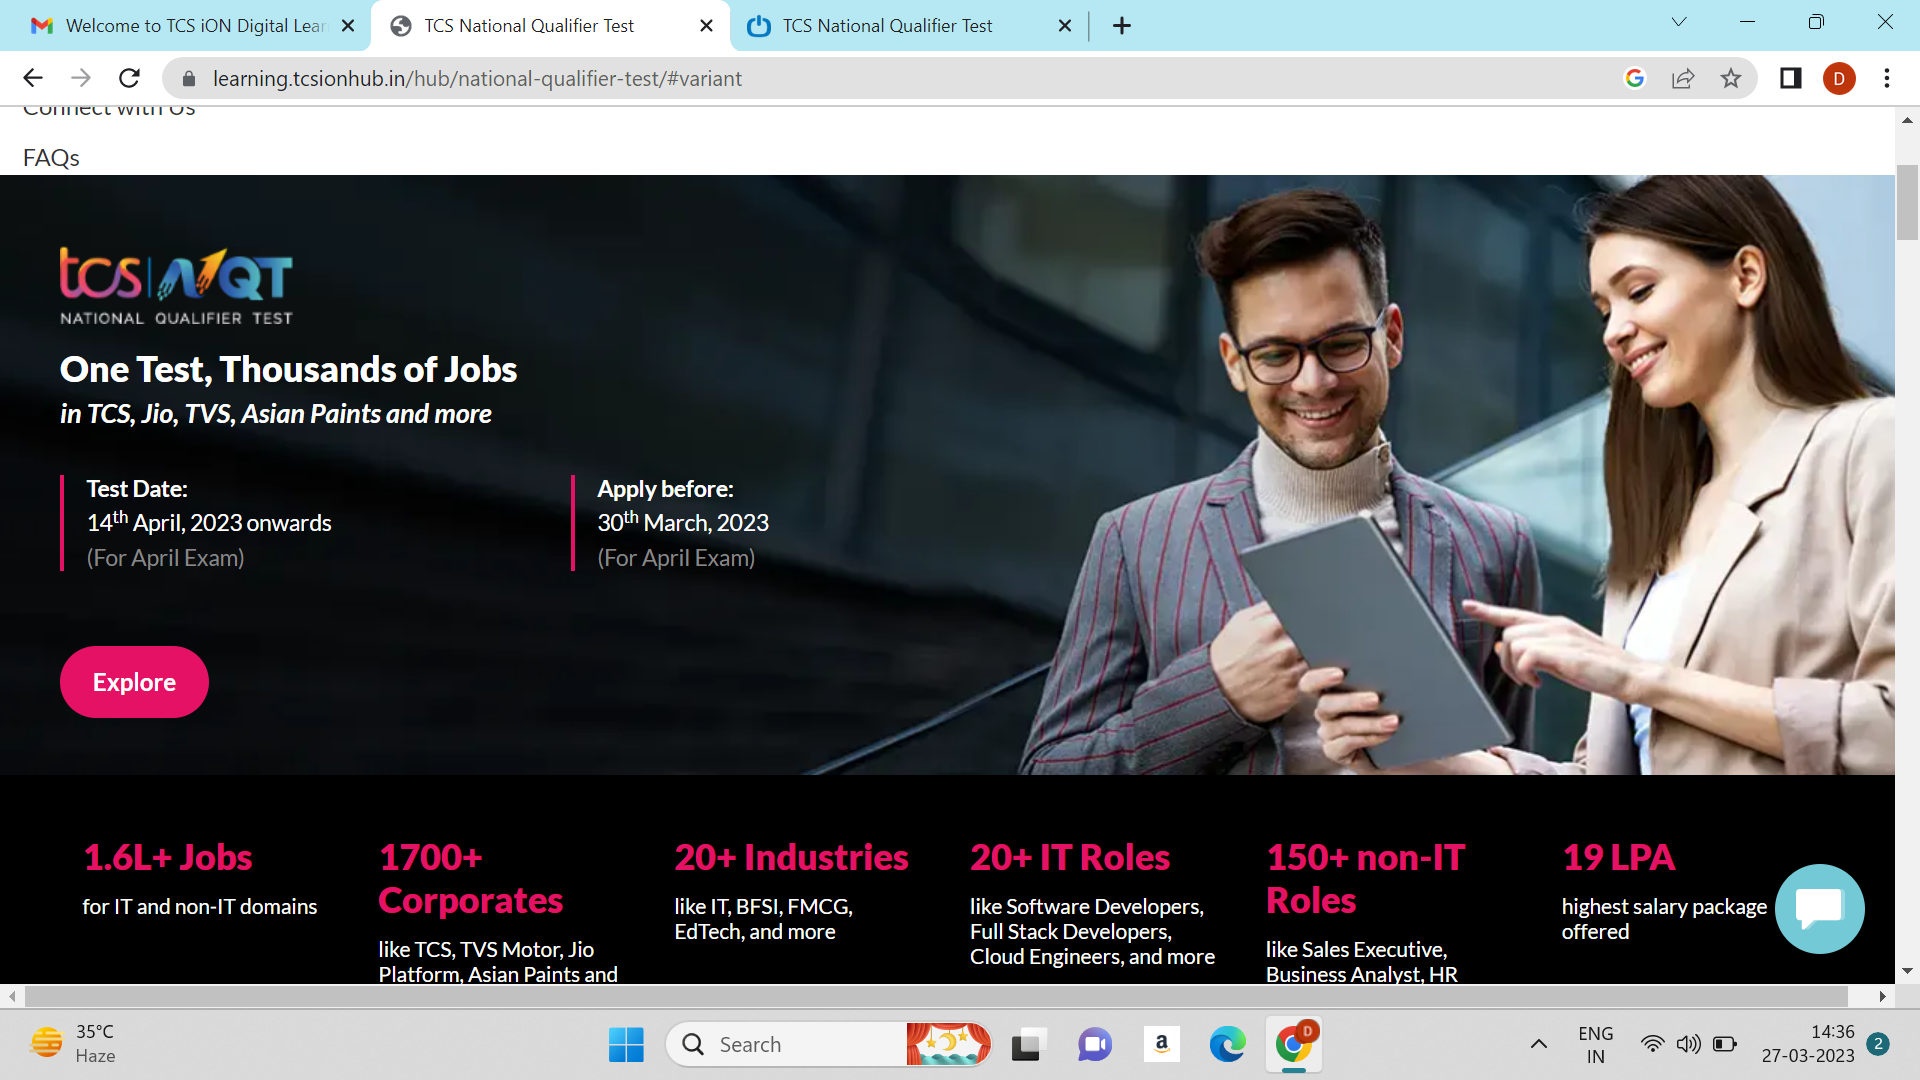 Welcome to TCS iON Digital Lear
TCS National Qualifier Test
TCS National Qualifier Test
learning.tcsionhub.in/hub/national-qualifier-test/#variant
D
Connect with Us
FAQs
tcs NQT
NATIONAL QUALIFIER TEST
One Test, Thousands of Jobs
in TCS, Jio, TVS, Asian Paints and more
Test Date:
14th April, 2023 onwards
(For April Exam)
Apply before:
30th March, 2023
(For April Exam)
Explore
1.6L+ Jobs
for IT and non-IT domains
1700+
Corporates
like TCS, TVS Motor, Jio
Platform, Asian Paints and
20+ Industries
like IT, BFSI, FMCG,
EdTech, and more
20+ IT Roles
like Software Developers,
Full Stack Developers,
Cloud Engineers, and more
150+ non-IT
Roles
like Sales Executive,
Business Analyst, HR
19 LPA
highest salary package
offered
35°C
Haze
Search
a
D
ENG
IN
14:36
27-03-2023
2